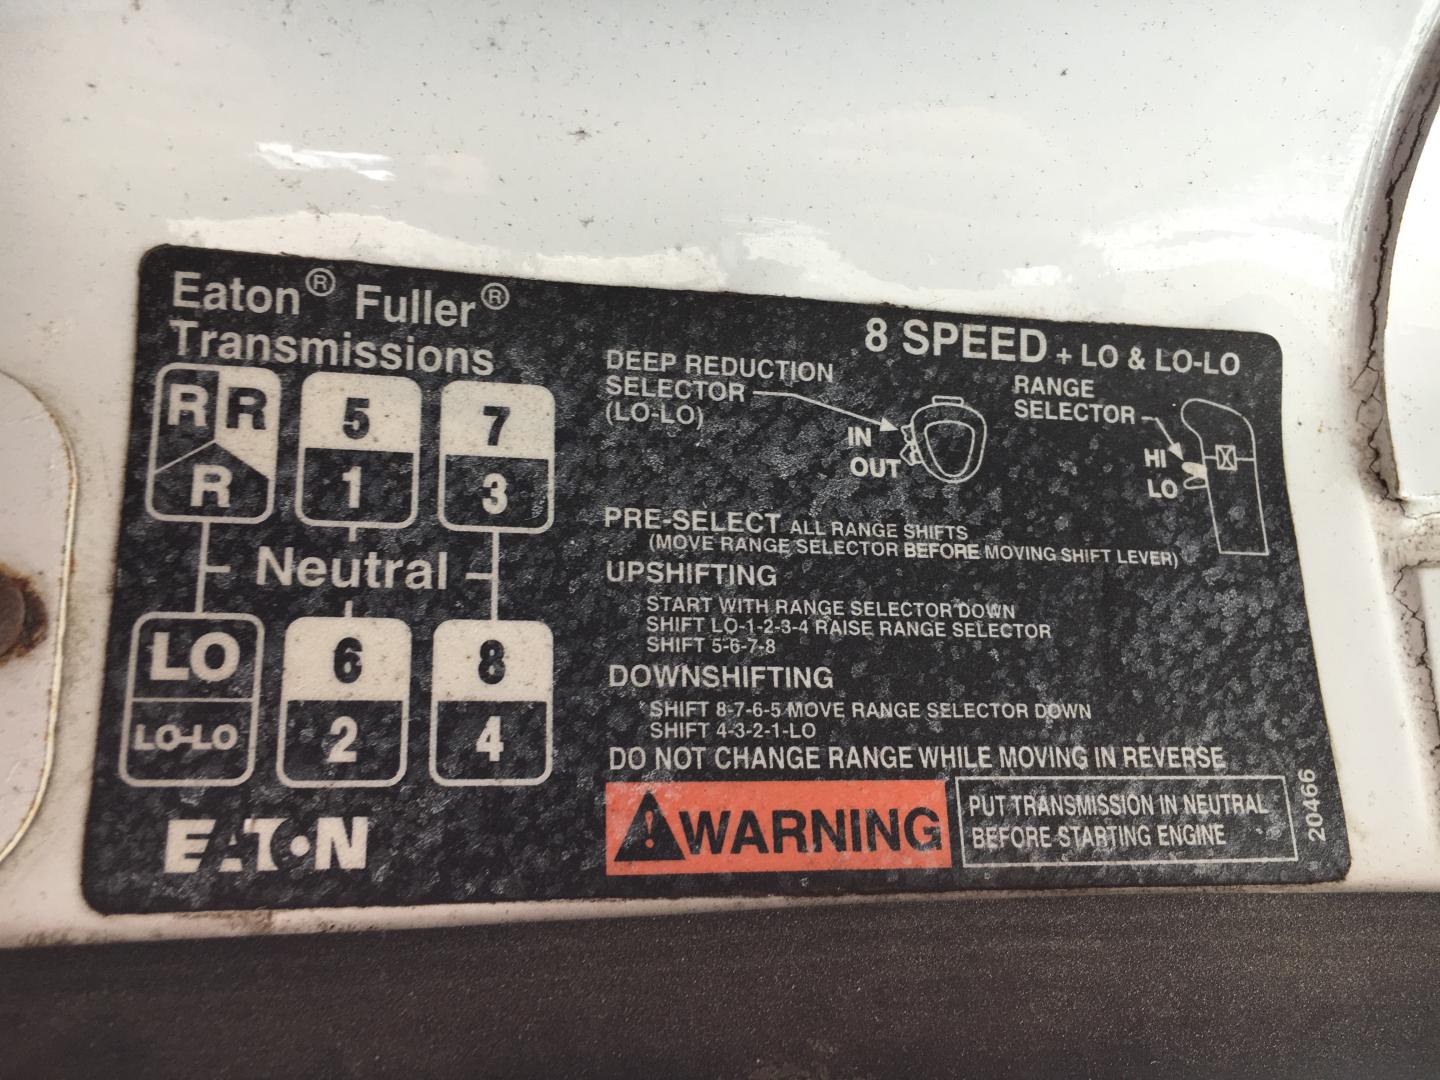 Eaton® Fuller®
Transmissions
R R
R
5
1
7
3
Neutral
LO
LO-LO
6
2
8
4
EATON
8 SPEED + LO & LO-LO
DEEP REDUCTION
SELECTOR
(LO-LO)
IN
OUT
RANGE
SELECTOR
HI
LO
PRE-SELECT ALL RANGE SHIFTS
(MOVE RANGE SELECTOR BEFORE MOVING SHIFT LEVER)
UPSHIFTING
START WITH RANGE SELECTOR DOWN
SHIFT LO-1-2-3-4 RAISE RANGE SELECTOR
SHIFT 5-6-7-8
DOWNSHIFTING
SHIFT 8-7-6-5 MOVE RANGE SELECTOR DOWN
SHIFT 4-3-2-1-LO
DO NOT CHANGE RANGE WHILE MOVING IN REVERSE
WARNING
PUT TRANSMISSION IN NEUTRAL
BEFORE STARTING ENGINE
20466